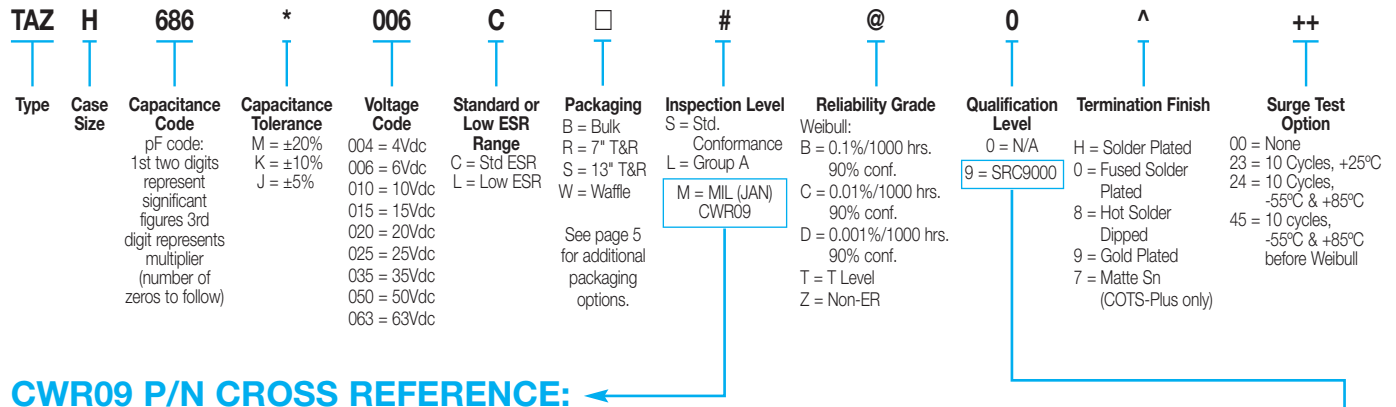 TAZ H 686 * 006 C □ # @ 0 ^ ++
Type
Case
Size
Capacitance
Code
pF code:
1st two digits
represent
significant
figures 3rd
digit represents
multiplier
(number of
zeros to follow)
Capacitance
Tolerance
M = ±20%
K = ±10%
J = ±5%
Voltage
Code
004 = 4Vdc
006 = 6Vdc
010 = 10Vdc
015 = 15Vdc
020 = 20Vdc
025 = 25Vdc
035 = 35Vdc
050 = 50Vdc
063 = 63Vdc
Standard or
Low ESR
Range
C = Std ESR
L = Low ESR
Packaging
B = Bulk
R = 7" T&R
S = 13" T&R
W = Waffle
See page 5
for additional
packaging
options.
Inspection Level
S = Std.
Conformance
L = Group A
M = MIL (JAN)
CWR09
Reliability Grade
Weibull:
B = 0.1%/1000 hrs.
90% conf.
C = 0.01%/1000 hrs.
90% conf.
D = 0.001%/1000 hrs.
90% conf.
T = T Level
Z = Non-ER
Qualification
Level
0 = N/A
9 = SRC9000
Termination Finish
H = Solder Plated
0 = Fused Solder
Plated
8 = Hot Solder
Dipped
9 = Gold Plated
7 = Matte Sn
(COTS-Plus only)
Surge Test
Option
00 = None
23 = 10 Cycles, +25ºC
24 = 10 Cycles,
-55ºC & +85ºC
45 = 10 cycles,
-55ºC & +85ºC
before Weibull
CWR09 P/N CROSS REFERENCE: